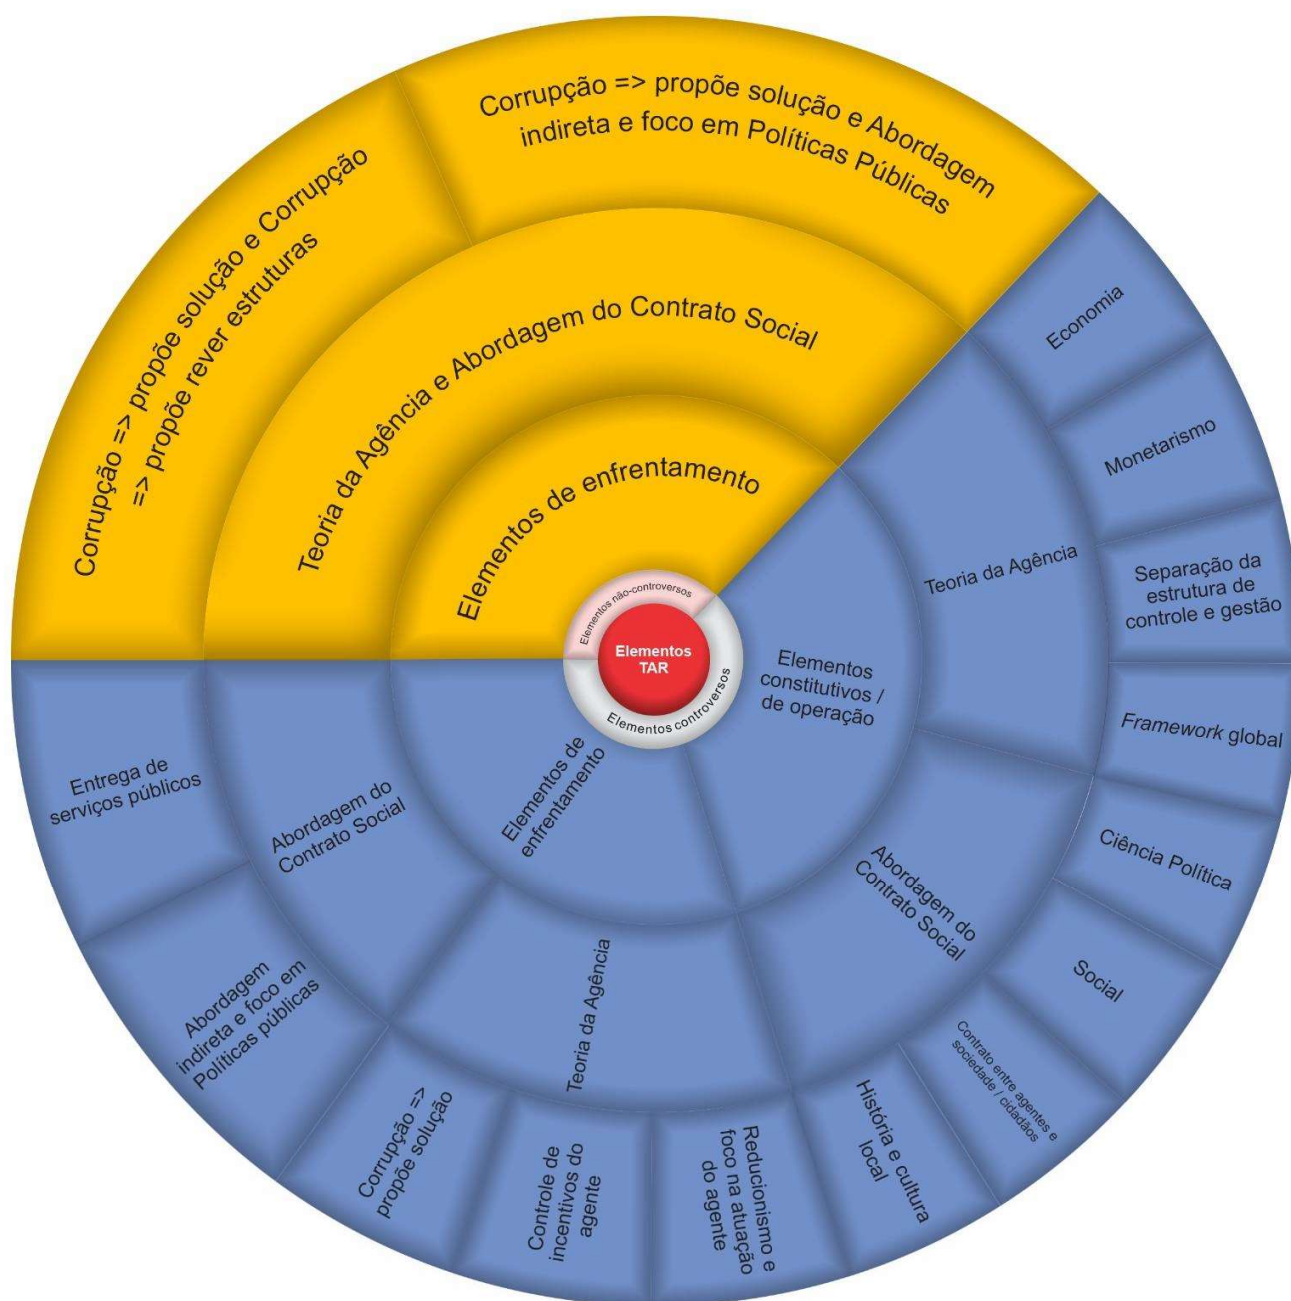 Corrupção => propõe solução e Abordagem
indireta e foco em Políticas Públicas
Corrupção => propõe solução e Corrupção
=> propõe rever estruturas
Teoria da Agência e Abordagem do Contrato Social
Elementos de enfrentamento
Elementos não-controversos
Elementos
TAR
Elementos controversos
Elementos
constitutivos /
de operação
Teoria da Agência
Economia
Monetarismo
Separação da
estrutura de
controle e gestão
Framework global
Abordagem do
Contrato Social
Ciência Política
Social
Contrato entre agentes e
sociedade / cidadãos
História e cultura
local
Elementos de
enfrentamento
Teoria da Agência
Reducionismo e
foco na atuação
do agente
Controle de
incentivos do
agente
Corrupção =>
propõe solução
Abordagem do
Contrato Social
Abordagem
indireta e foco em
Políticas públicas
Entrega de
serviços públicos